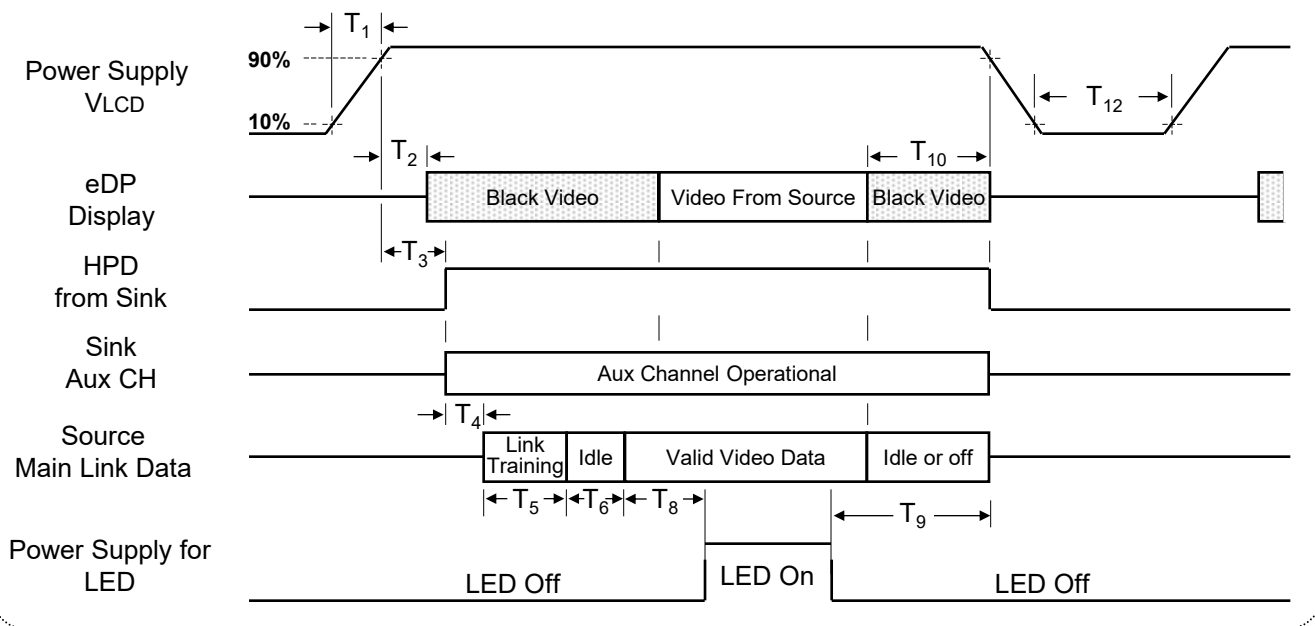 T1
90%
Power Supply
VLCD
10%
T12
T2
T10
eDP
Display
Black Video
Video From Source
Black Video
T3
HPD
from Sink
Sink
Aux CH
Aux Channel Operational
T4
Source
Main Link Data
Link
Training
Idle
Valid Video Data
Idle or off
T5
T6
T8
T9
Power Supply for
LED
LED Off
LED On
LED Off